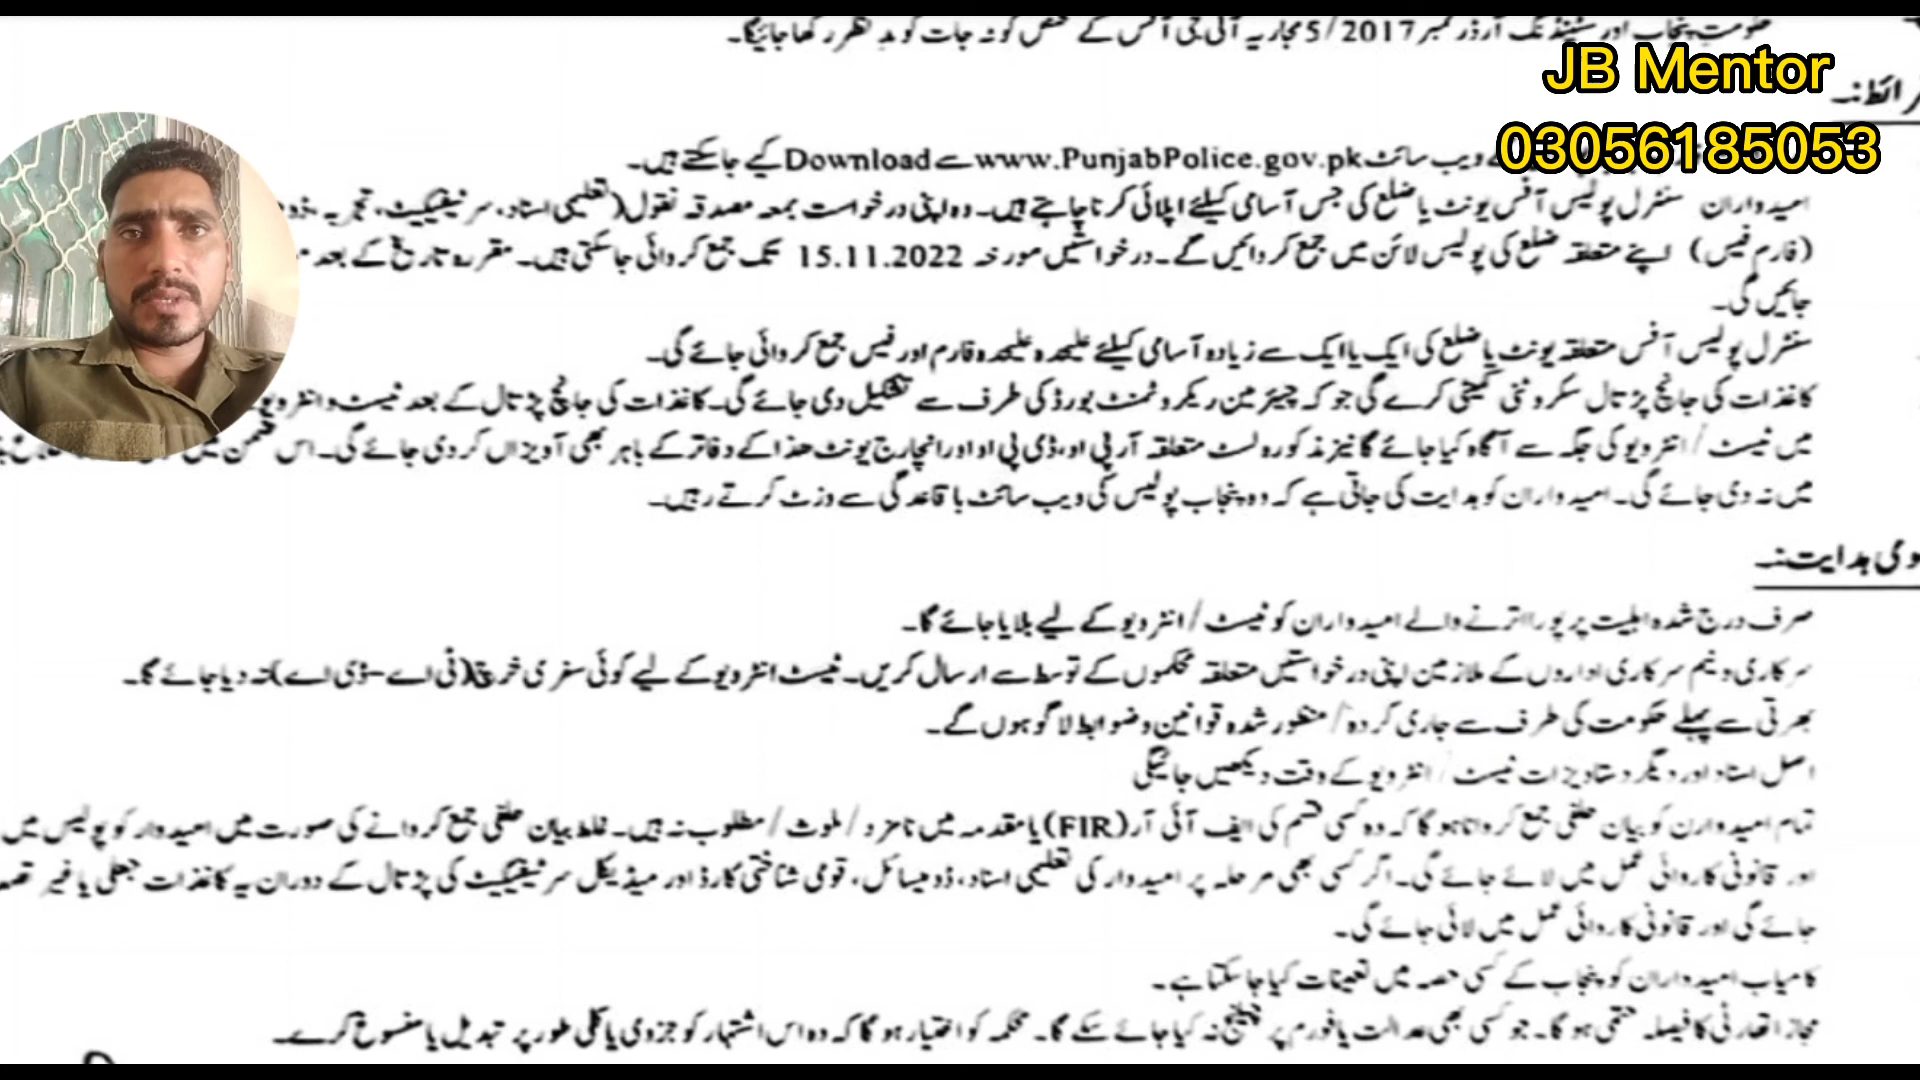 حکومت پنجاب اور سٹینڈنگ آرڈر نمبر 5/2017 مجاریہ آئی جی آفس کے مختص کوٹہ جات کو مدِ نظر رکھا جائیگا۔
JB Mentor
رائط:۔
03056185053
ویب سائٹ www.PunjabPolice.gov.pk سے Download کیے جا سکتے ہیں۔
امیدواران سنٹرل پولیس آفس یونٹ یا ضلع کی جس آسامی کیلئے اپلائی کرنا چاہتے ہیں۔ وہ اپنی درخواست بمعہ مصدقہ نقول (تعلیمی اسناد، سرٹیفکیٹ، تجربہ،
(فارم فیس) اپنے متعلقہ ضلع کی پولیس لائن میں جمع کروائیں گے۔ درخواستیں مورخہ 15.11.2022 تک جمع کروائی جا سکتی ہیں۔ مقررہ تاریخ کے بعد
جائیں گی۔
سنٹرل پولیس آفس متعلقہ یونٹ یا ضلع کی ایک یا ایک سے زیادہ آسامی کیلئے علیحدہ علیحدہ فارم اور فیس جمع کروائی جائے گی۔
کاغذات کی جانچ پڑتال سکروٹنی کمیٹی کرے گی جو کہ چیئرمین ریکروٹمنٹ بورڈ کی طرف سے تشکیل دی جائے گی۔ کاغذات کی جانچ پڑتال کے بعد ٹیسٹ و انٹرویو
میں ٹیسٹ / انٹرویو کی جگہ سے آگاہ کیا جائے گا نیز مذکورہ لسٹ متعلقہ آر پی او، ڈی پی او اور انچارج یونٹ ھذا کے دفاتر کے باہر بھی آویزاں کر دی جائے گی۔ اس ضمن میں
میں نہ دی جائے گی۔ امیدواران کو ہدایت کی جاتی ہے کہ وہ پنجاب پولیس کی ویب سائٹ باقاعدگی سے وزٹ کرتے رہیں۔
ومی ہدایت:۔
صرف درج شدہ اہلیت پر پورا اترنے والے امیدواران کو ٹیسٹ / انٹرویو کے لیے بلایا جائے گا۔
سرکاری و نیم سرکاری اداروں کے ملازمین اپنی درخواستیں متعلقہ محکموں کے توسط سے ارسال کریں۔ ٹیسٹ انٹرویو کے لیے کوئی سفری خرچ (ٹی اے-ڈی اے) نہ دیا جائے گا۔
بھرتی سے پہلے حکومت کی طرف سے جاری کردہ / منظور شدہ قوانین و ضوابط لاگو ہوں گے۔
اصل اسناد اور دیگر دستاویزات ٹیسٹ / انٹرویو کے وقت دیکھیں جائیگی
تمام امیدوارن کو بیان حلفی جمع کروانا ہو گا کہ وہ کسی قسم کی ایف آئی آر (FIR) یا مقدمہ میں نامزد / ملوث / مطلوب نہ ہیں۔ غلط بیان حلفی جمع کروانے کی صورت میں امیدوار کو پولیس میں
اور قانونی کاروائی عمل میں لائے جائے گی۔ اگر کسی بھی مرحلہ پر امیدوار کی تعلیمی اسناد، ڈومیسائل، قومی شناختی کارڈ اور میڈیکل سرٹیفکیٹ کی پڑتال کے دوران یہ کاغذات جعلی یا غیر
جائے گی اور قانونی کاروائی عمل میں لائی جائے گی۔
کامیاب امیدواران کو پنجاب کے کسی حصہ میں تعینات کیا جا سکتا ہے۔
مجاز اتھارٹی کا فیصلہ حتمی ہو گا۔ جو کسی بھی عدالت یا فورم پر چیلنج نہ کیا جائے سکے گا۔ محکمہ کو اختیار ہو گا کہ وہ اس اشتہار کو جزوی یا کلی طور پر تبدیل یا منسوخ کرے۔